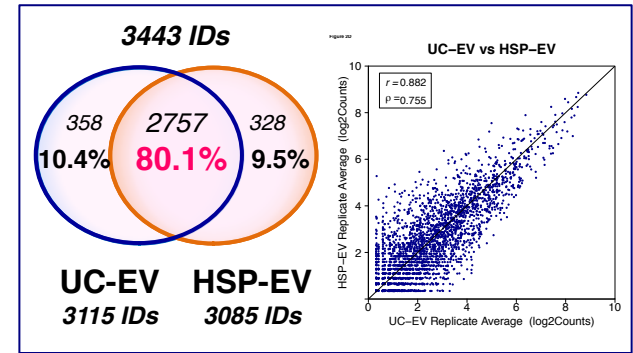 3443 IDs
358
2757
328
10.4%
80.1%
9.5%
UC-EV
HSP-EV
3115 IDs
3085 IDs
Figure 2D
UC−EV vs HSP−EV
r = 0.882
ρ = 0.755
HSP−EV Replicate Average (log2Counts)
10
8
6
4
2
0
2
4
6
8
10
UC−EV Replicate Average (log2Counts)